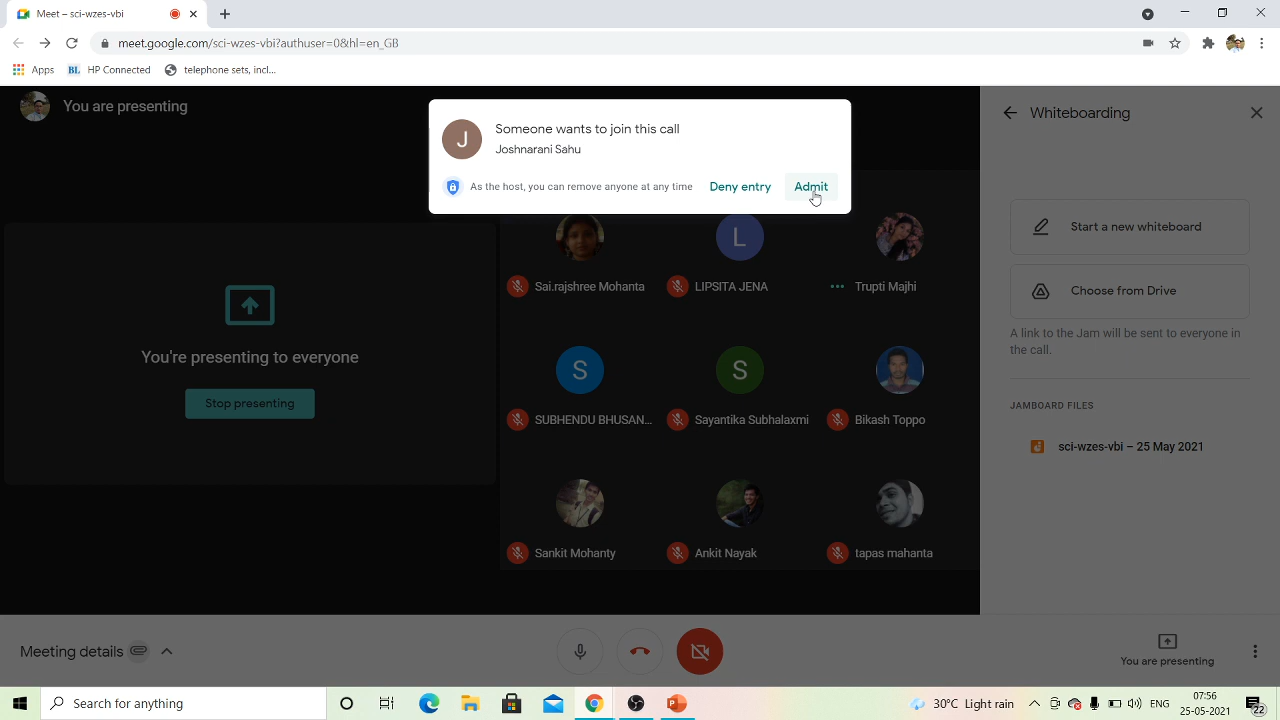 Meet – sci-wzes-vbi
meet.google.com/sci-wzes-vbi?authuser=0&hl=en_GB
Apps
BL HP Connected
telephone sets, incl...
You are presenting
J
Someone wants to join this call
Joshnarani Sahu
As the host, you can remove anyone at any time
Deny entry
Admit
Whiteboarding
Start a new whiteboard
Choose from Drive
A link to the Jam will be sent to everyone in
the call.
JAMBOARD FILES
sci-wzes-vbi – 25 May 2021
You're presenting to everyone
Stop presenting
L
Sai.rajshree Mohanta
LIPSITA JENA
Trupti Majhi
S
S
SUBHENDU BHUSAN...
Sayantika Subhalaxmi
Bikash Toppo
Sankit Mohanty
Ankit Nayak
tapas mahanta
Meeting details
You are presenting
Search for anything
30°C Light rain
ENG
07:56
25-05-2021
22